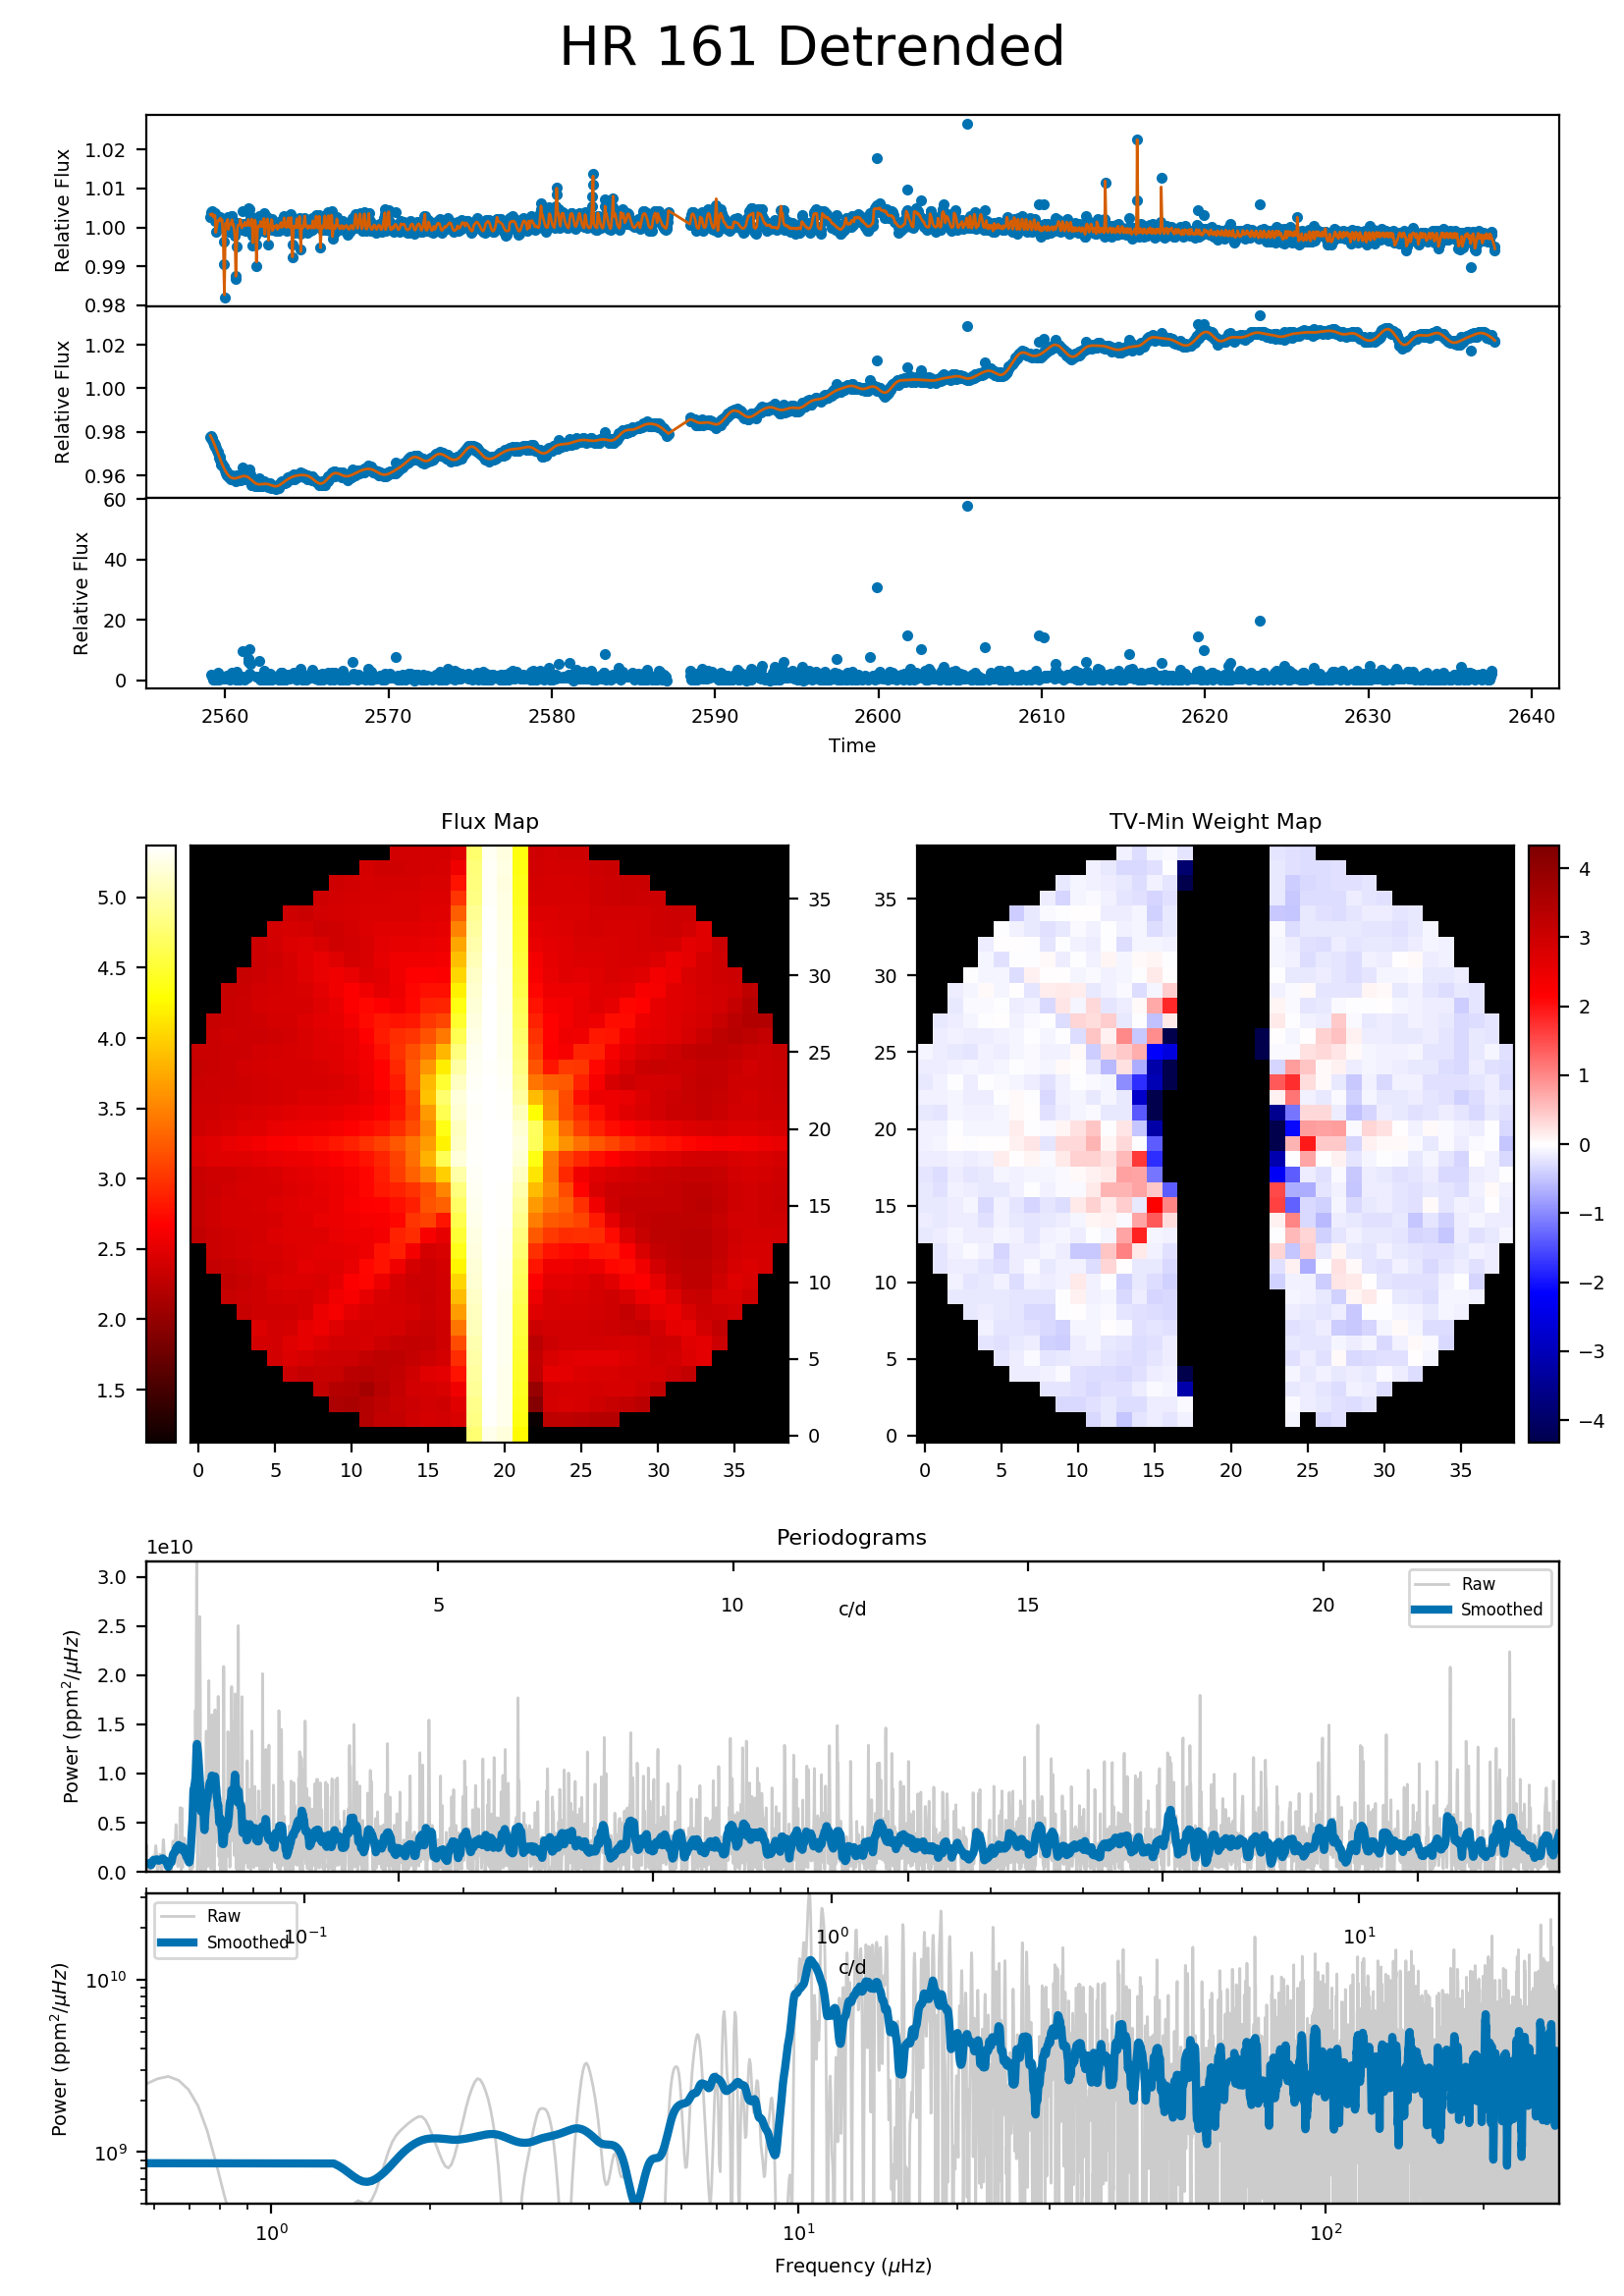 HR 161 Detrended
Relative Flux
1.02
1.01
1.00
0.99
0.98
Relative Flux
1.02
1.00
0.98
0.96
Relative Flux
60
40
20
0
2560 2570 2580 2590 2600 2610 2620 2630 2640
Time
Flux Map
5.0
4.5
4.0
3.5
3.0
2.5
2.0
1.5
35
30
25
20
15
10
5
0
0 5 10 15 20 25 30 35
TV-Min Weight Map
35
30
25
20
15
10
5
0
0 5 10 15 20 25 30 35
4
3
2
1
0
−1
−2
−3
−4
Periodograms
1e10
Power (ppm²/μHz)
3.0
2.5
2.0
1.5
1.0
0.5
0.0
5 10 15 20
c/d
Raw
Smoothed
Power (ppm²/μHz)
10¹⁰
10⁹
Raw
Smoothed
10⁻¹ 10⁰ 10¹
c/d
10⁰ 10¹ 10²
Frequency (μHz)